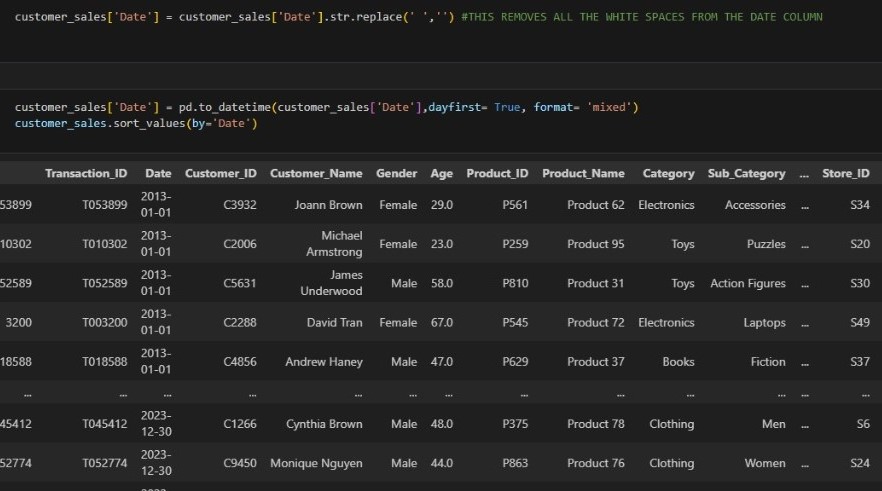 customer_sales['Date'] = customer_sales['Date'].str.replace(' ','') #THIS REMOVES ALL THE WHITE SPACES FROM THE DATE COLUMN
customer_sales['Date'] = pd.to_datetime(customer_sales['Date'],dayfirst= True, format= 'mixed')
customer_sales.sort_values(by='Date')
Transaction_ID Date Customer_ID Customer_Name Gender Age Product_ID Product_Name Category Sub_Category ... Store_ID
53899 T053899 2013-01-01 C3932 Joann Brown Female 29.0 P561 Product 62 Electronics Accessories ... S34
10302 T010302 2013-01-01 C2006 Michael Armstrong Female 23.0 P259 Product 95 Toys Puzzles ... S20
52589 T052589 2013-01-01 C5631 James Underwood Male 58.0 P810 Product 31 Toys Action Figures ... S30
3200 T003200 2013-01-01 C2288 David Tran Female 67.0 P545 Product 72 Electronics Laptops ... S49
18588 T018588 2013-01-01 C4856 Andrew Haney Male 47.0 P629 Product 37 Books Fiction ... S37
... ... ... ... ... ... ... ... ... ... ... ... ...
45412 T045412 2023-12-30 C1266 Cynthia Brown Male 48.0 P375 Product 78 Clothing Men ... S6
52774 T052774 2023-12-30 C9450 Monique Nguyen Male 44.0 P863 Product 76 Clothing Women ... S24